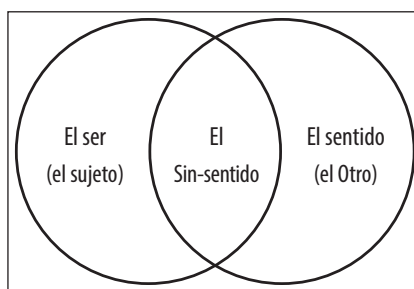 El ser
(el sujeto)
El
Sin-sentido
El sentido
(el Otro)